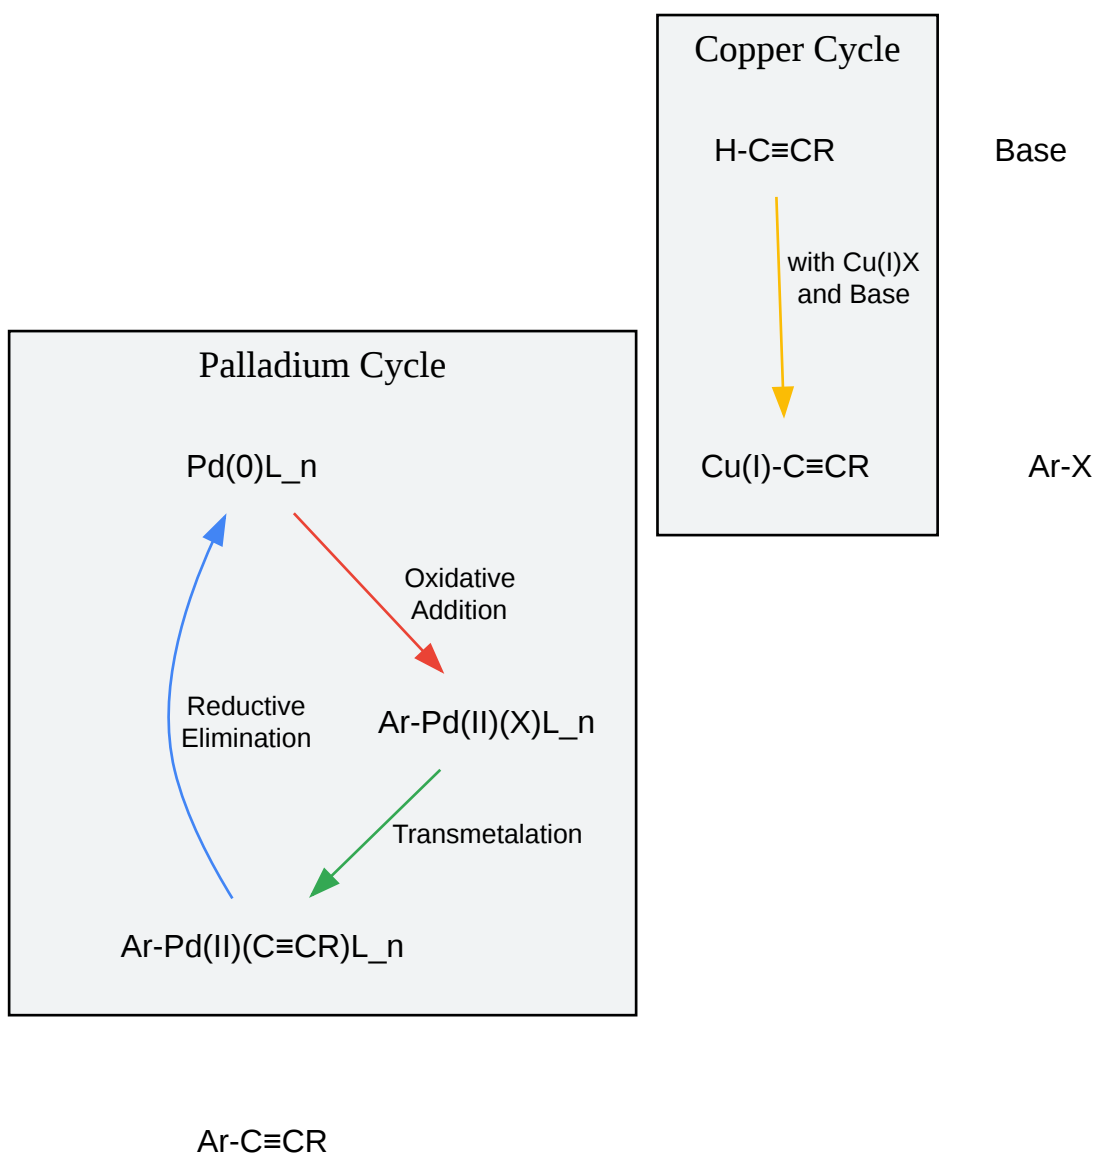 Copper Cycle
H-C≡CR
Base
with Cu(I)X
and Base
Cu(I)-C≡CR
Ar-X
Palladium Cycle
Pd(0)L_n
Oxidative
Addition
Reductive
Elimination
Ar-Pd(II)(X)L_n
Transmetalation
Ar-Pd(II)(C≡CR)L_n
Ar-C≡CR